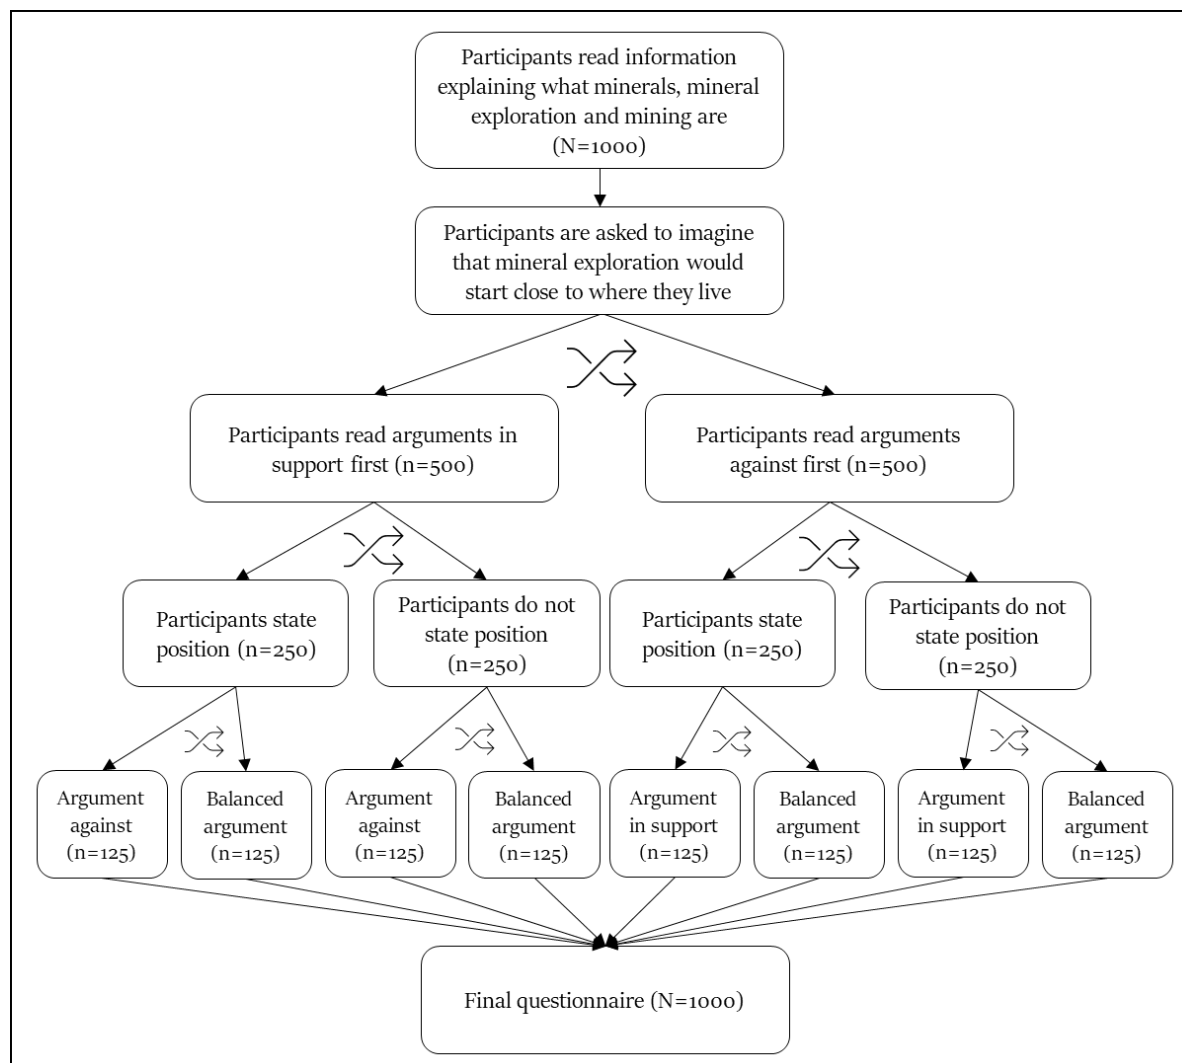 Participants read information
explaining what minerals, mineral
exploration and mining are
(N=1000)
Participants are asked to imagine
that mineral exploration would
start close to where they live
Participants read arguments in
support first (n=500)
Participants read arguments
against first (n=500)
Participants state
position (n=250)
Participants do not
state position
(n=250)
Participants state
position (n=250)
Participants do not
state position
(n=250)
Argument
against
(n=125)
Balanced
argument
(n=125)
Argument
against
(n=125)
Balanced
argument
(n=125)
Argument
in support
(n=125)
Balanced
argument
(n=125)
Argument
in support
(n=125)
Balanced
argument
(n=125)
Final questionnaire (N=1000)